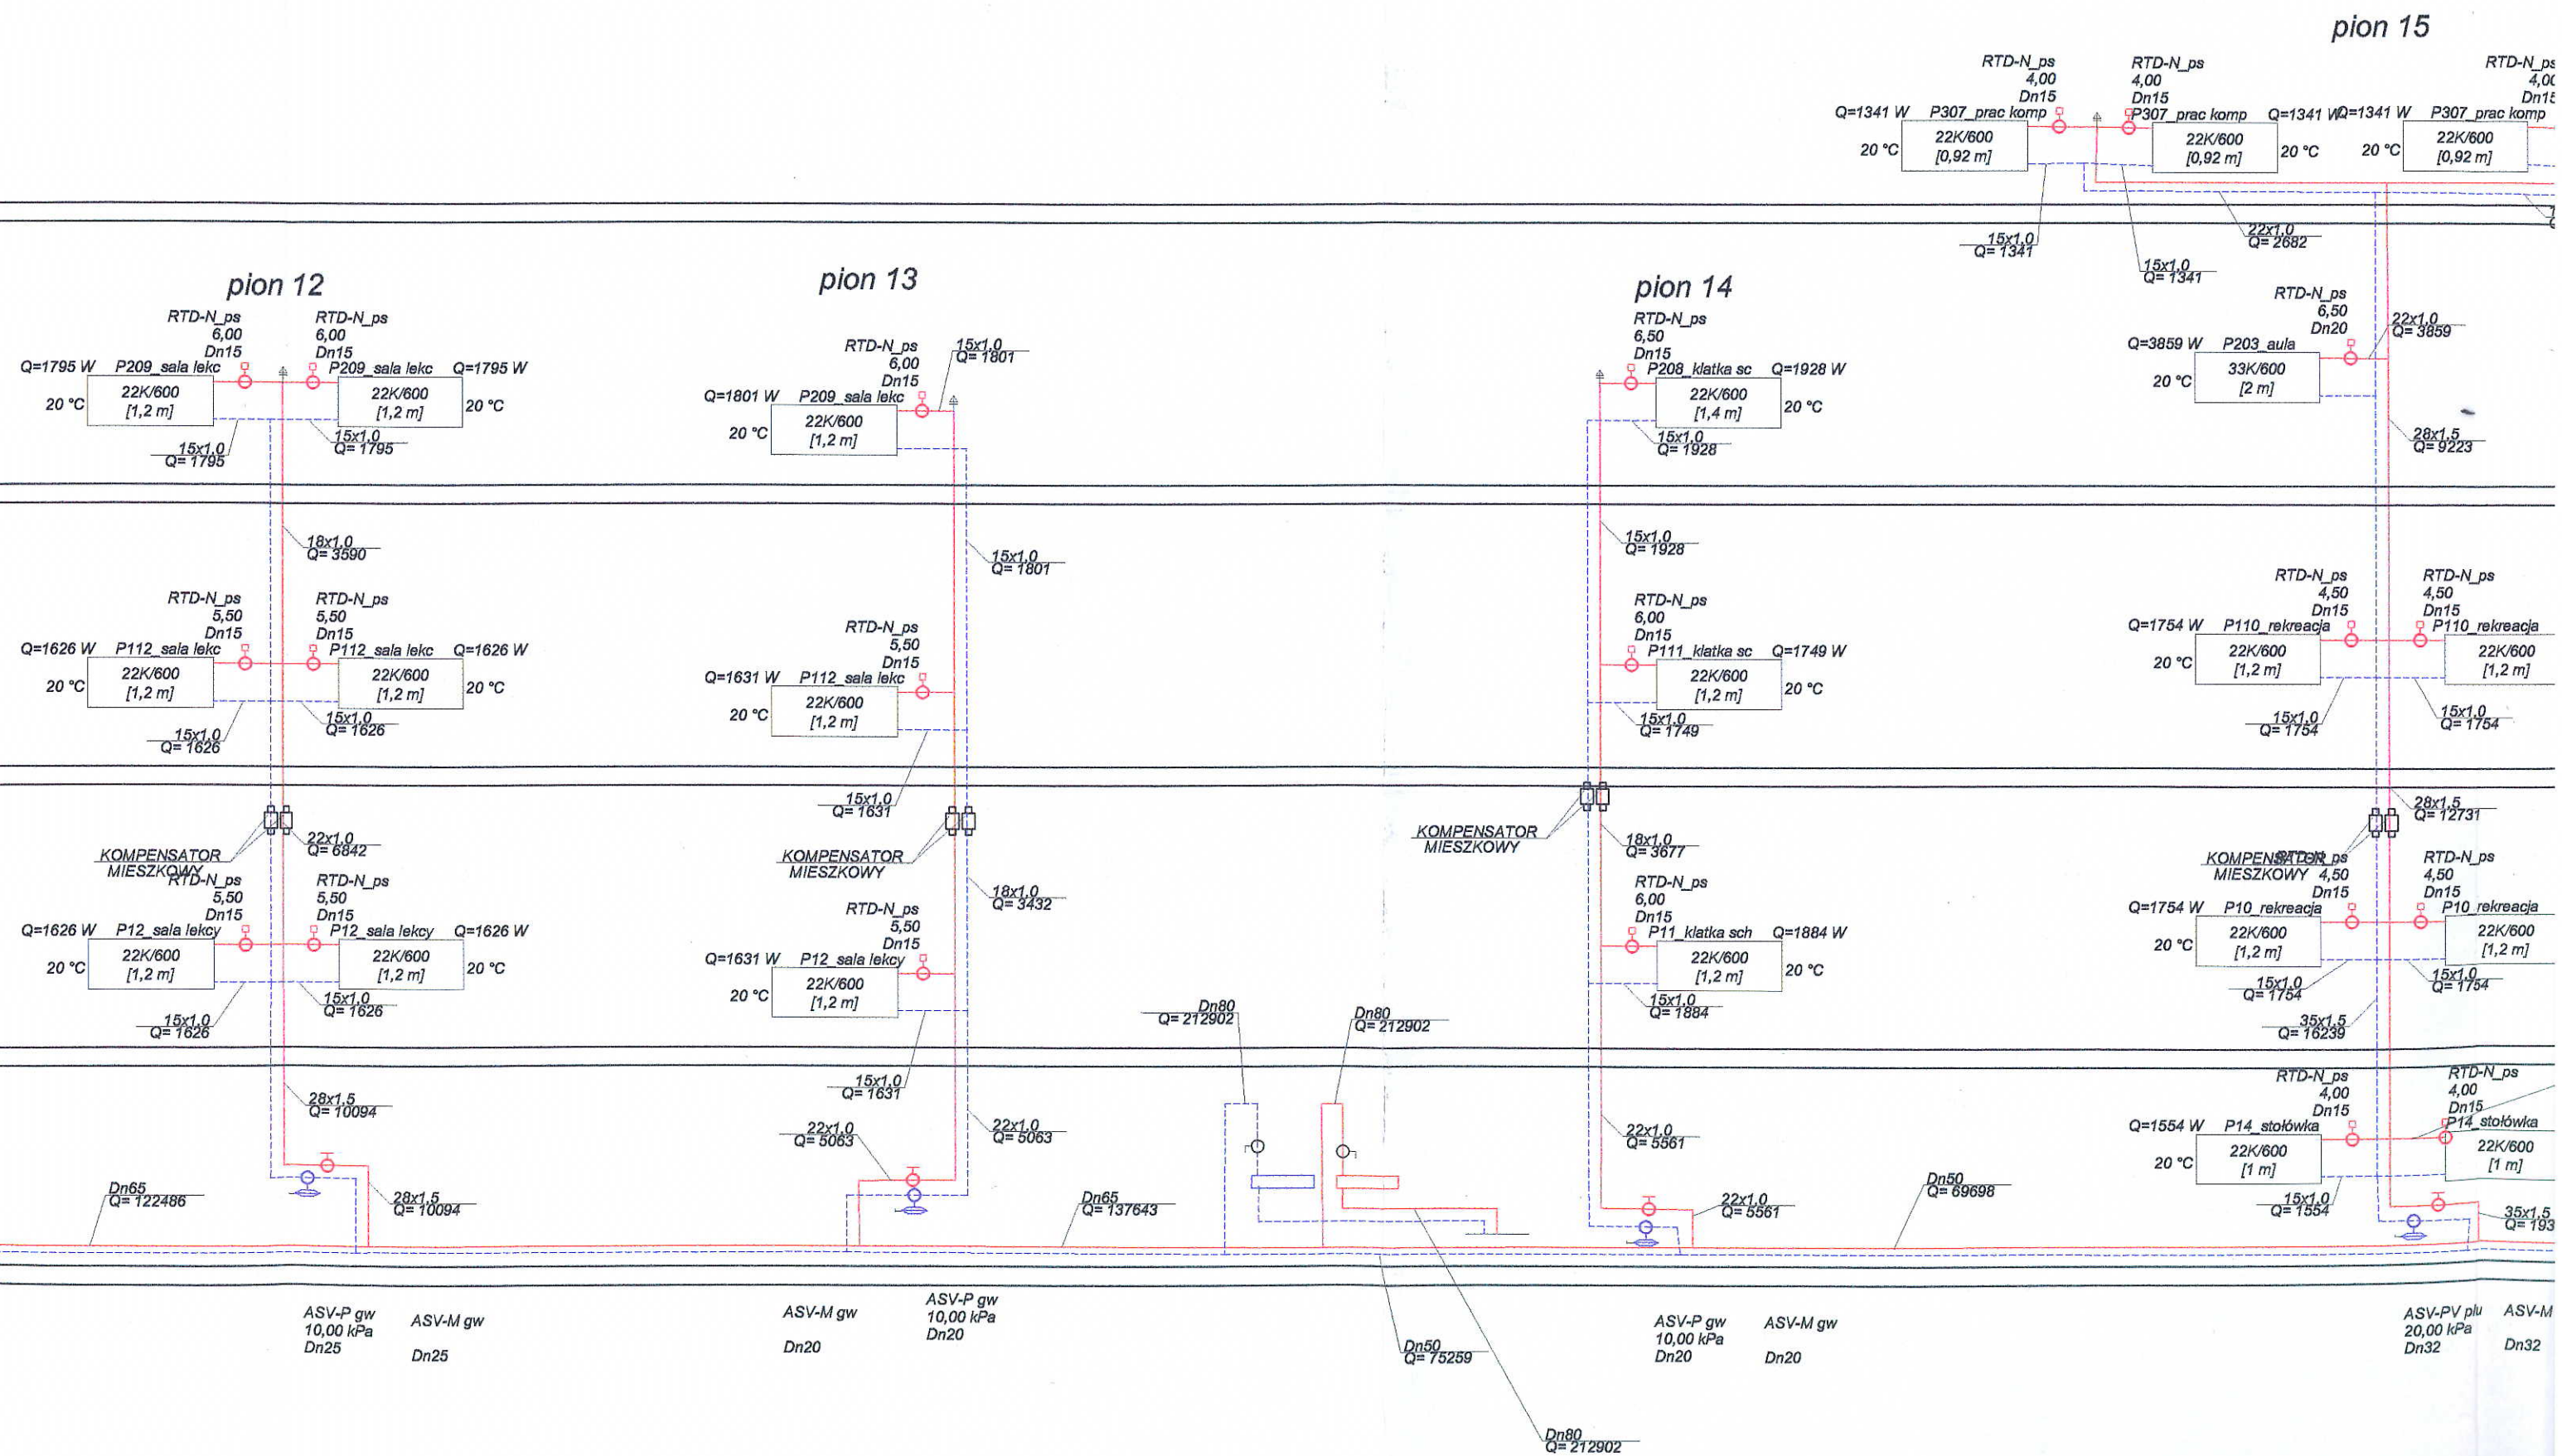 pion 15
RTD-N_ps
4,00
Dn15
RTD-N_ps
4,00
Dn15
RTD-N_ps
Q=1341 W P307_prac komp
22K/600
[0,92 m]
20 °C
P307_prac komp Q=1341 W
22K/600
[0,92 m]
20 °C
Q=1341 W P307_prac komp
22K/600
[0,92 m]
20 °C
15x1,0
Q= 1341
15x1,0
Q= 1341
22x1,0
Q= 2682
RTD-N_ps
6,50
Dn20
Q=3859 W P203_aula
33K/600
[2 m]
20 °C
22x1,0
Q= 3859
28x1,5
Q= 9223
pion 12
RTD-N_ps
6,00
Dn15
RTD-N_ps
6,00
Dn15
Q=1795 W P209_sala lekc
22K/600
[1,2 m]
20 °C
P209_sala lekc Q=1795 W
22K/600
[1,2 m]
20 °C
15x1,0
Q= 1795
15x1,0
Q= 1795
pion 13
RTD-N_ps
6,00
Dn15
15x1,0
Q= 1801
Q=1801 W P209_sala lekc
22K/600
[1,2 m]
20 °C
pion 14
RTD-N_ps
6,50
Dn15
P208_klatka sc Q=1928 W
22K/600
[1,4 m]
20 °C
15x1,0
Q= 1928
18x1,0
Q= 3590
RTD-N_ps
5,50
Dn15
RTD-N_ps
5,50
Dn15
Q=1626 W P112_sala lekc
22K/600
[1,2 m]
20 °C
P112_sala lekc Q=1626 W
22K/600
[1,2 m]
20 °C
15x1,0
Q= 1626
15x1,0
Q= 1626
15x1,0
Q= 1801
RTD-N_ps
5,50
Dn15
Q=1631 W P112_sala lekc
22K/600
[1,2 m]
20 °C
15x1,0
Q= 1631
15x1,0
Q= 1928
RTD-N_ps
6,00
Dn15
P111_klatka sc Q=1749 W
22K/600
[1,2 m]
20 °C
15x1,0
Q= 1749
RTD-N_ps
4,50
Dn15
RTD-N_ps
4,50
Dn15
Q=1754 W P110_rekreacja
22K/600
[1,2 m]
20 °C
P110_rekreacja
22K/600
[1,2 m]
15x1,0
Q= 1754
15x1,0
Q= 1754
KOMPENSATOR
MIESZKOWY
22x1,0
Q= 6842
RTD-N_ps
5,50
Dn15
RTD-N_ps
5,50
Dn15
Q=1626 W P12_sala lekcy
22K/600
[1,2 m]
20 °C
P12_sala lekcy Q=1626 W
22K/600
[1,2 m]
20 °C
15x1,0
Q= 1626
15x1,0
Q= 1626
KOMPENSATOR
MIESZKOWY
18x1,0
Q= 3432
RTD-N_ps
5,50
Dn15
Q=1631 W P12_sala lekcy
22K/600
[1,2 m]
20 °C
15x1,0
Q= 1631
KOMPENSATOR
MIESZKOWY
18x1,0
Q= 3677
RTD-N_ps
6,00
Dn15
P11_klatka sch Q=1884 W
22K/600
[1,2 m]
20 °C
15x1,0
Q= 1884
28x1,5
Q= 12731
KOMPENSATOR
MIESZKOWY
RTD-N_ps
4,50
Dn15
RTD-N_ps
4,50
Dn15
Q=1754 W P10_rekreacja
22K/600
[1,2 m]
20 °C
P10_rekreacja
22K/600
[1,2 m]
15x1,0
Q= 1754
15x1,0
Q= 1754
35x1,5
Q= 16239
28x1,5
Q= 10094
28x1,5
Q= 10094
Dn65
Q= 122486
22x1,0
Q= 5063
22x1,0
Q= 5063
Dn65
Q= 137643
Dn80
Q= 212902
Dn80
Q= 212902
22x1,0
Q= 5561
22x1,0
Q= 5561
Dn50
Q= 69698
RTD-N_ps
4,00
Dn15
RTD-N_ps
4,00
Dn15
Q=1554 W P14_stołówka
22K/600
[1 m]
20 °C
P14_stołówka
22K/600
[1 m]
15x1,0
Q= 1554
35x1,5
ASV-P gw
10,00 kPa
Dn25
ASV-M gw
Dn25
ASV-M gw
Dn20
ASV-P gw
10,00 kPa
Dn20
Dn50
Q= 75259
Dn80
Q= 212902
ASV-P gw
10,00 kPa
Dn20
ASV-M gw
Dn20
ASV-PV plu
20,00 kPa
Dn32
ASV-M
Dn32